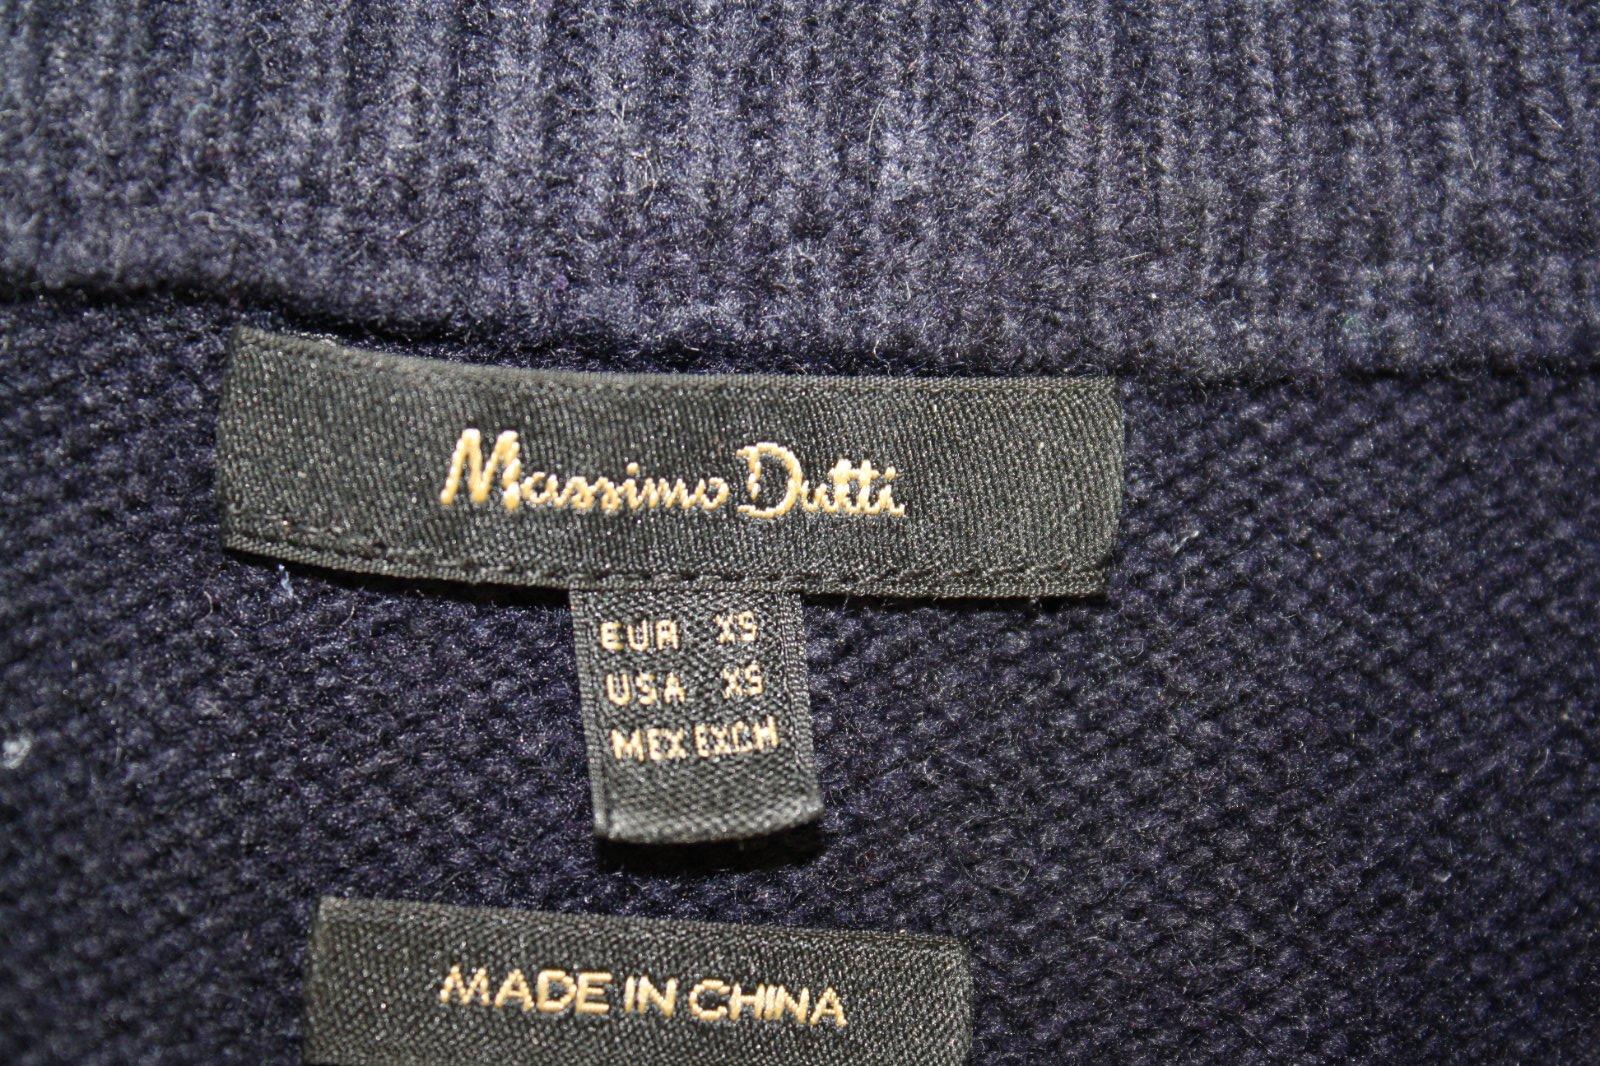 Massimo Dutti
EUR XS
USA XS
MEX EXCH
MADE IN CHINA